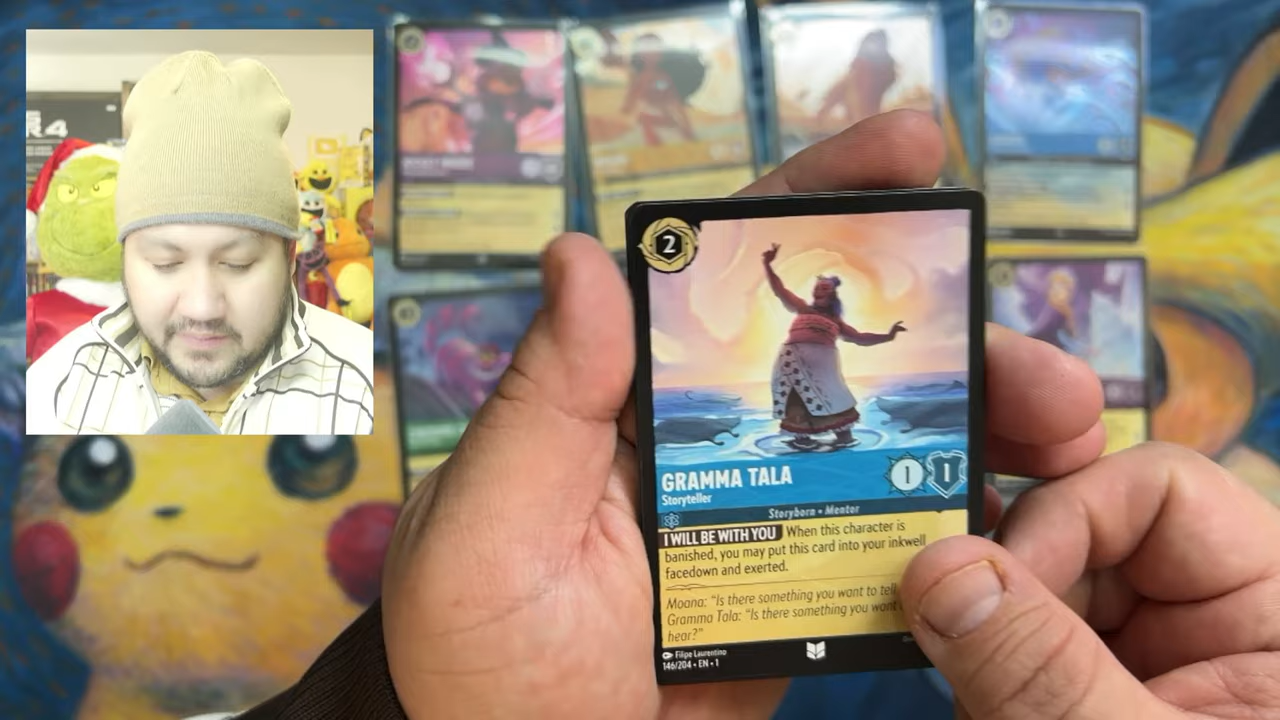 R4
2
GRAMMA TALA
Storyteller
1
1
Storyborn • Mentor
I WILL BE WITH YOU When this character is
banished, you may put this card into your inkwell
facedown and exerted.
Moana: “Is there something you want to tell
Gramma Tala: “Is there something you want
hear?”
Filipe Laurentino
146/204 • EN • 1